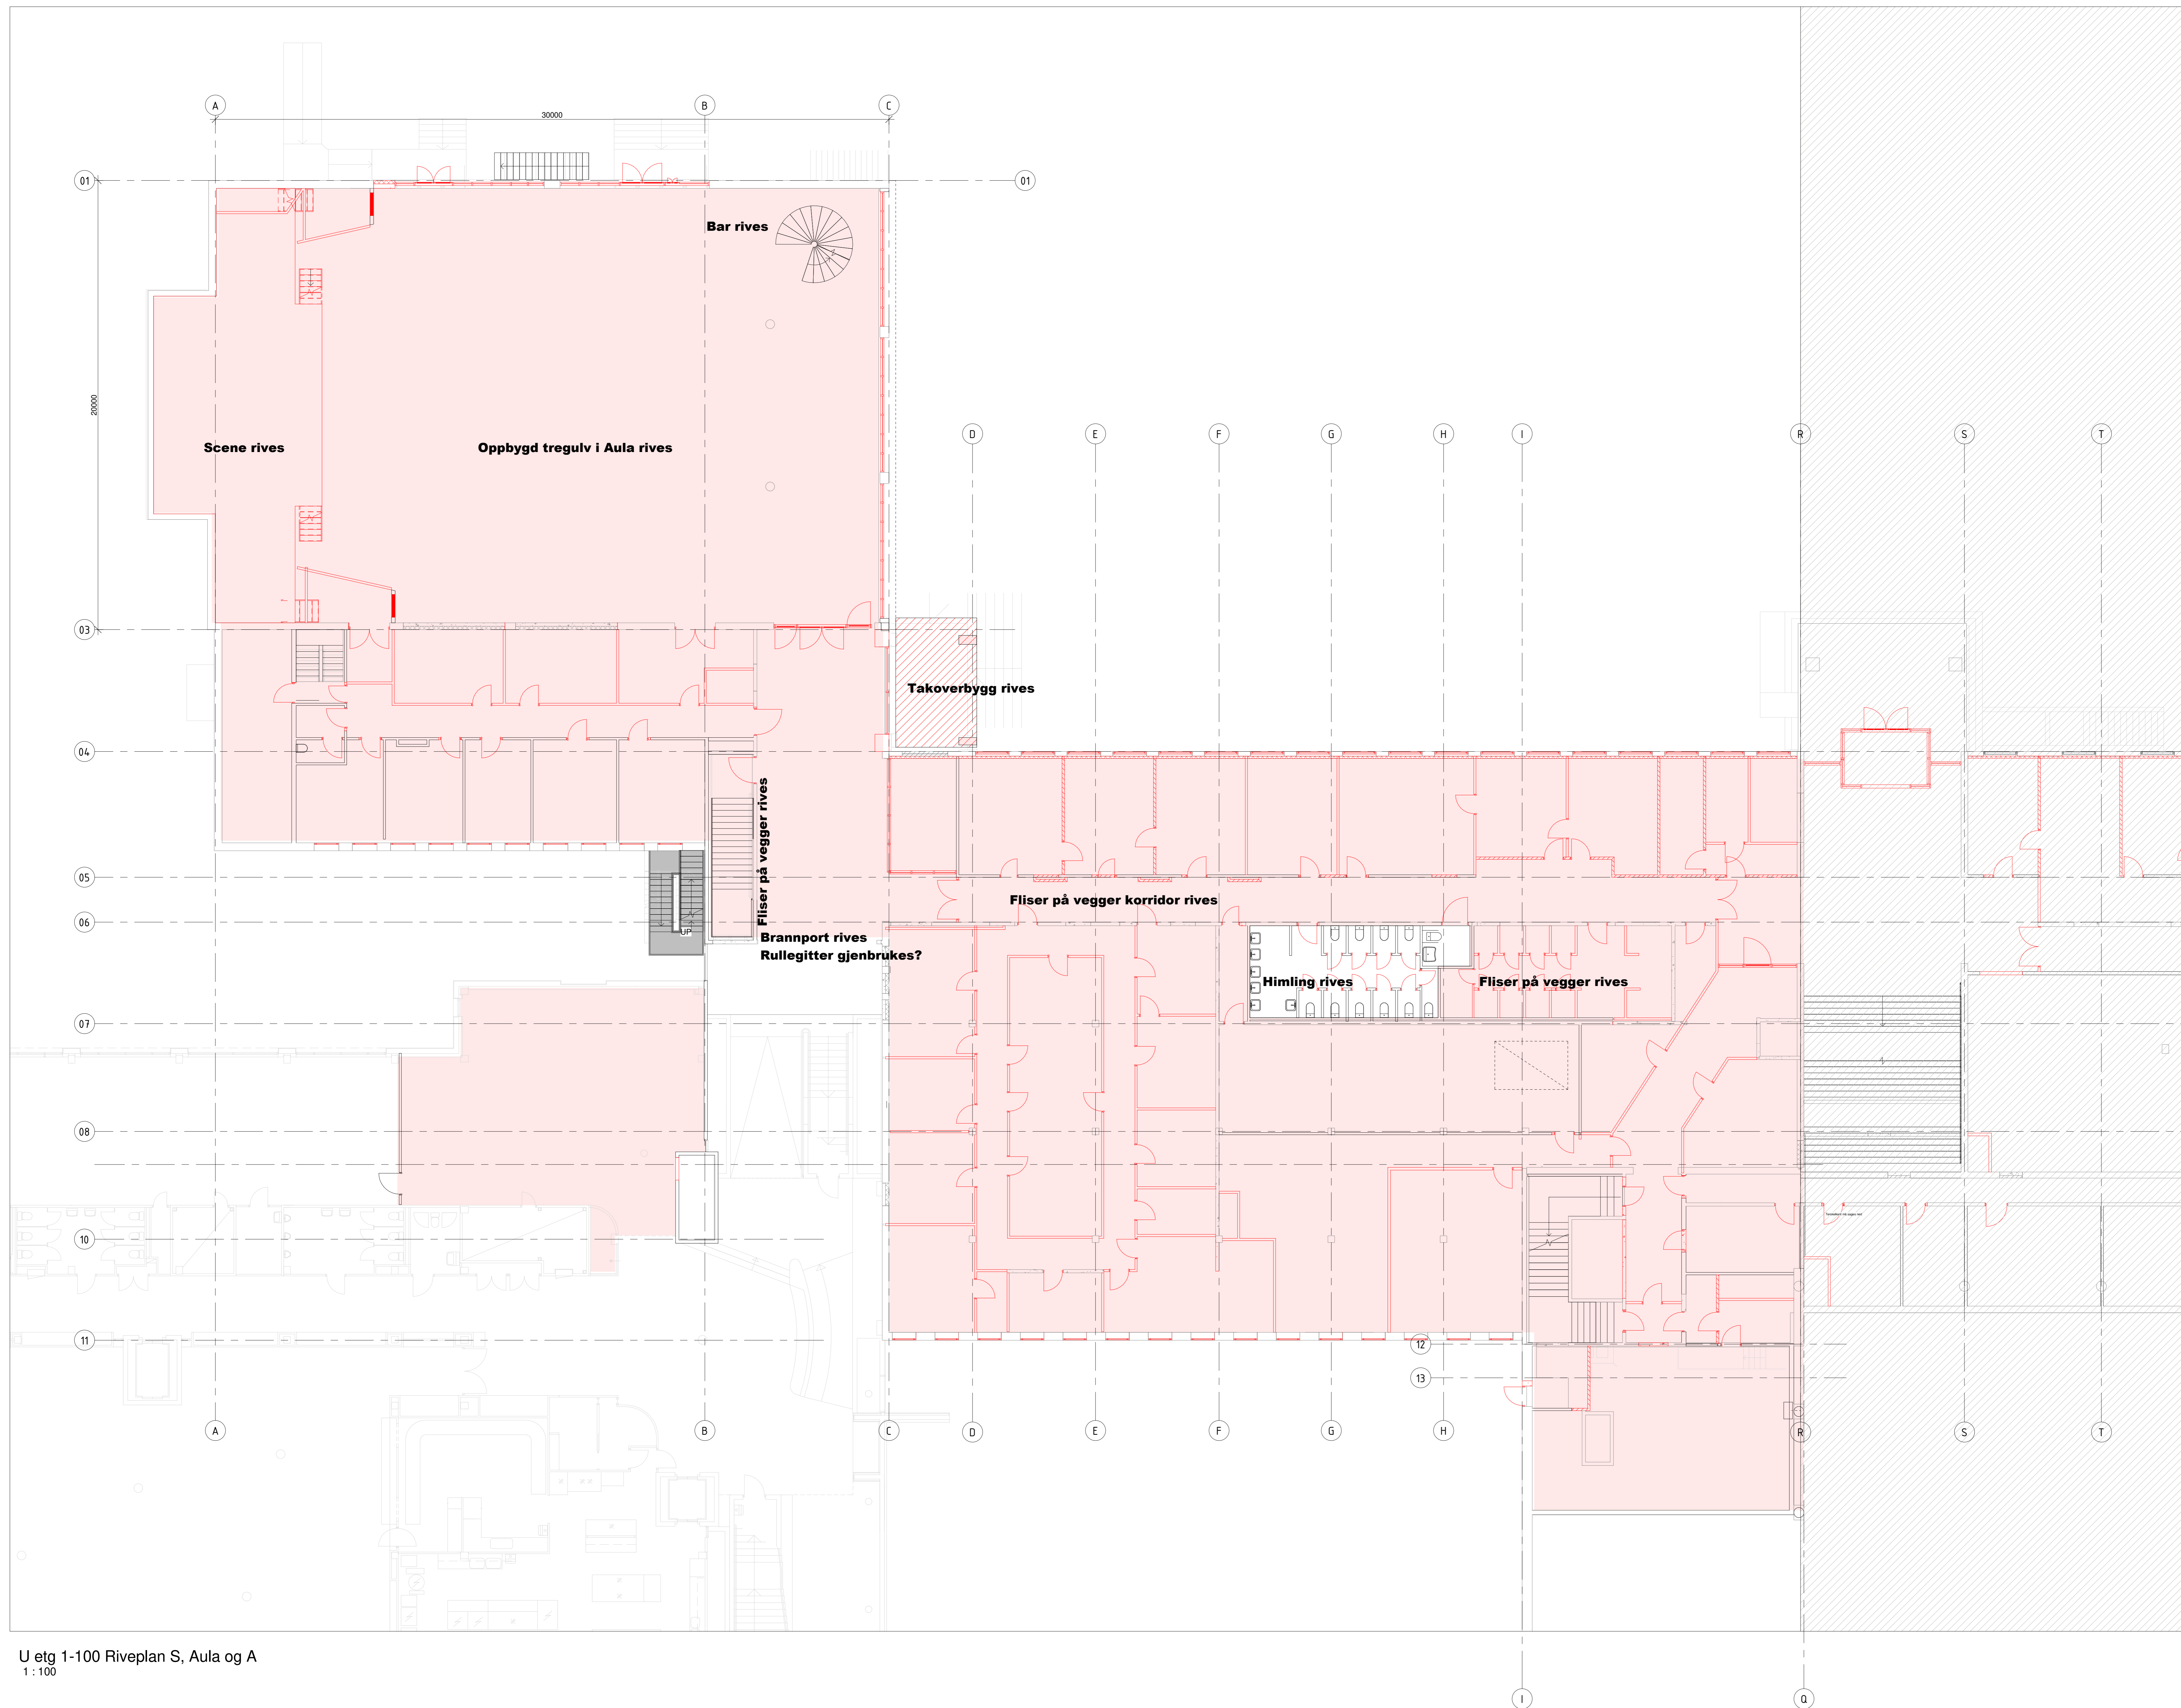 A
B
C
30000
01
01
Bar rives
20000
Scene rives
Oppbygd tregulv i Aula rives
D
E
F
G
H
I
R
S
T
03
Takoverbygg rives
04
Fliser på vegger rives
05
Fliser på vegger korridor rives
06
UP
Brannport rives
Rullegitter gjenbrukes?
Himling rives
Fliser på vegger rives
07
08
10
11
12
13
A
B
C
D
E
F
G
H
R
S
T
U etg 1-100 Riveplan S, Aula og A
1 : 100
I
Q